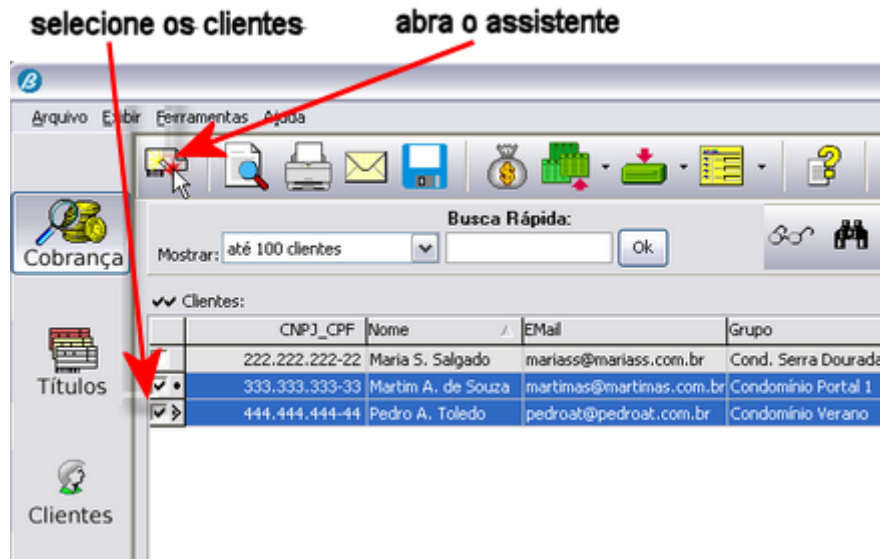 selecione os clientes
abra o assistente
Arquivo Exibir Ferramentas Ajuda
Busca Rápida:
Mostrar: até 100 clientes
Ok
Cobrança
Clientes:
CNPJ_CPF Nome EMail Grupo
222.222.222-22 Maria S. Salgado mariass@mariass.com.br Cond. Serra Dourada
333.333.333-33 Martim A. de Souza martimas@martimas.com.br Condomínio Portal 1
444.444.444-44 Pedro A. Toledo pedroat@pedroat.com.br Condomínio Verano
Títulos
Clientes